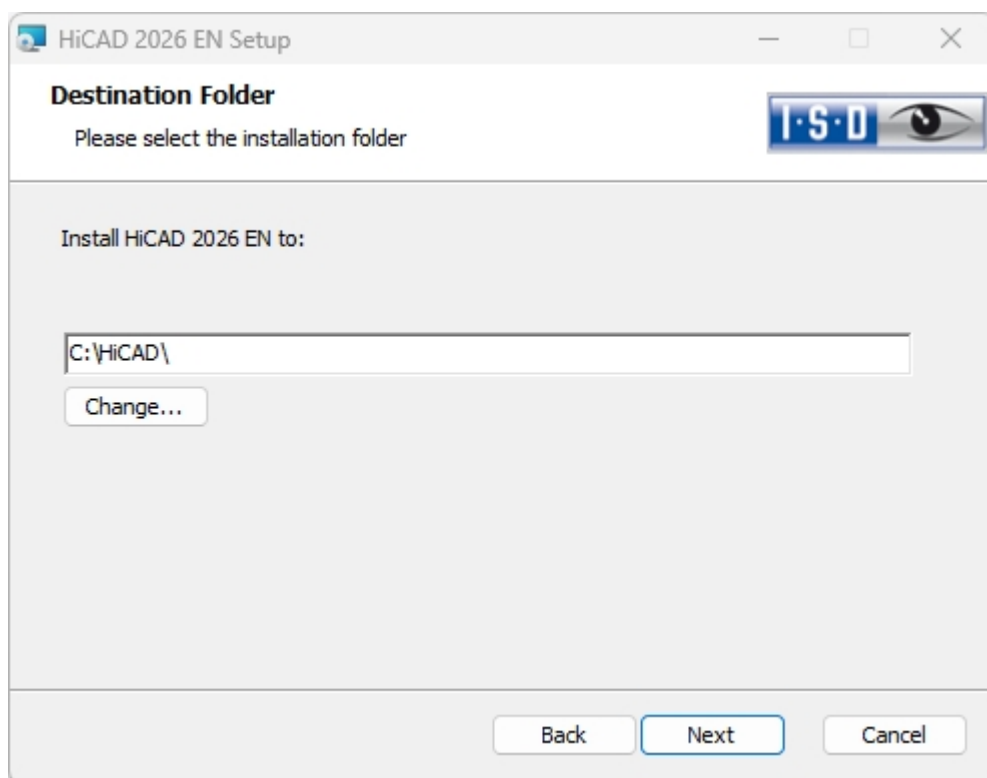 HiCAD 2026 EN Setup
Destination Folder
Please select the installation folder
I·S·D
Install HiCAD 2026 EN to:
C:\HiCAD\
Change...
Back Next Cancel